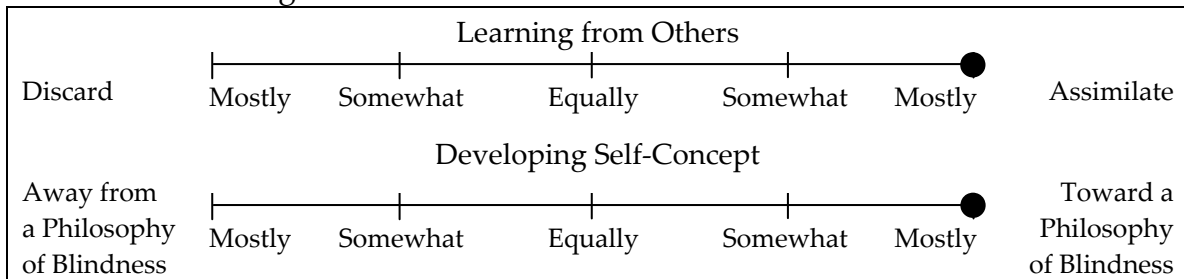 Learning from Others
Discard
Mostly Somewhat Equally Somewhat Mostly
Assimilate
Developing Self-Concept
Away from
a Philosophy
of Blindness
Mostly Somewhat Equally Somewhat Mostly
Toward a
Philosophy
of Blindness